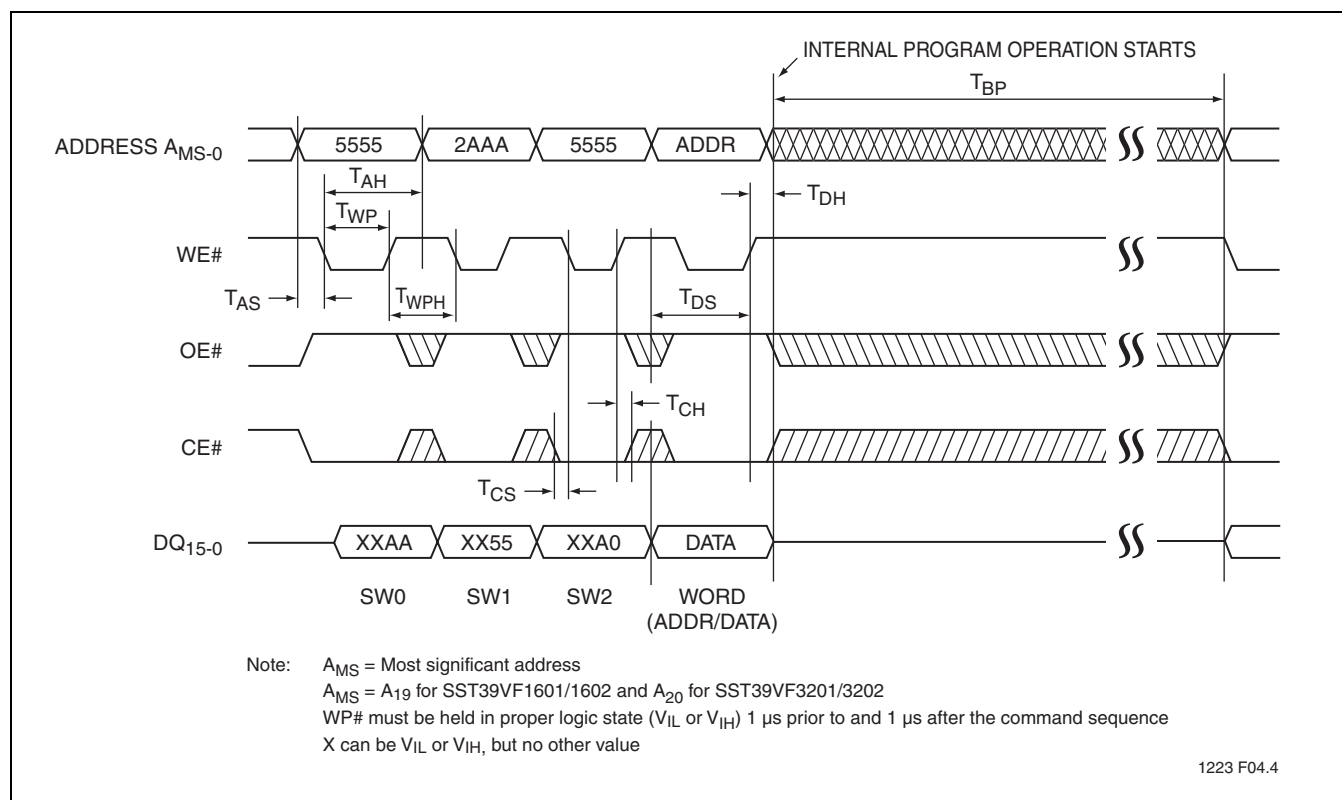 INTERNAL PROGRAM OPERATION STARTS
TBP
ADDRESS AMS-0
5555 2AAA 5555 ADDR
TAH
TDH
TWP
WE#
TAS
TWPH
TDS
OE#
TCH
CE#
TCS
DQ15-0
XXAA XX55 XXA0 DATA
SW0 SW1 SW2 WORD
(ADDR/DATA)
Note: AMS = Most significant address
AMS = A19 for SST39VF1601/1602 and A20 for SST39VF3201/3202
WP# must be held in proper logic state (VIL or VIH) 1 µs prior to and 1 µs after the command sequence
X can be VIL or VIH, but no other value
1223 F04.4